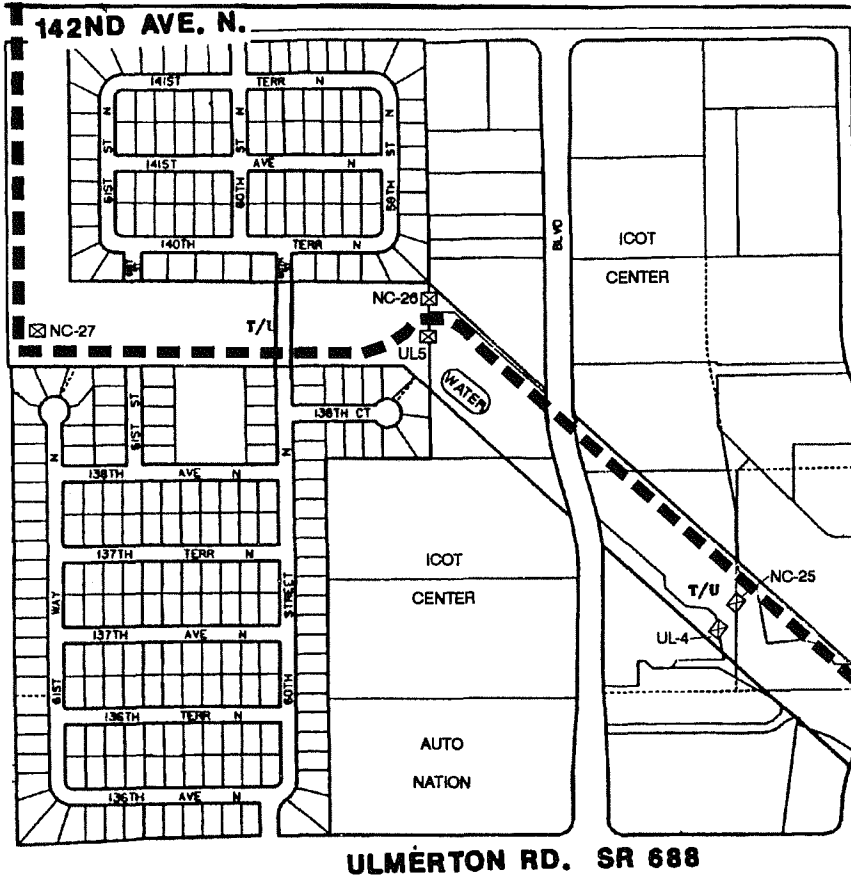 142ND AVE. N.
141ST TERR N
61ST ST N
ST N
ST N
141ST AVE N
60TH
58TH
140TH TERR N
BLVD
ICOT
CENTER
NC-26
NC-27
T/U
UL5
WATER
61ST ST
138TH CT
N
N
138TH AVE N
137TH TERR N
ICOT
CENTER
T/U
NC-25
WAY
STREET
UL-4
137TH AVE N
61ST
60TH
136TH TERR N
AUTO
NATION
136TH AVE N
ULMERTON RD. SR 688